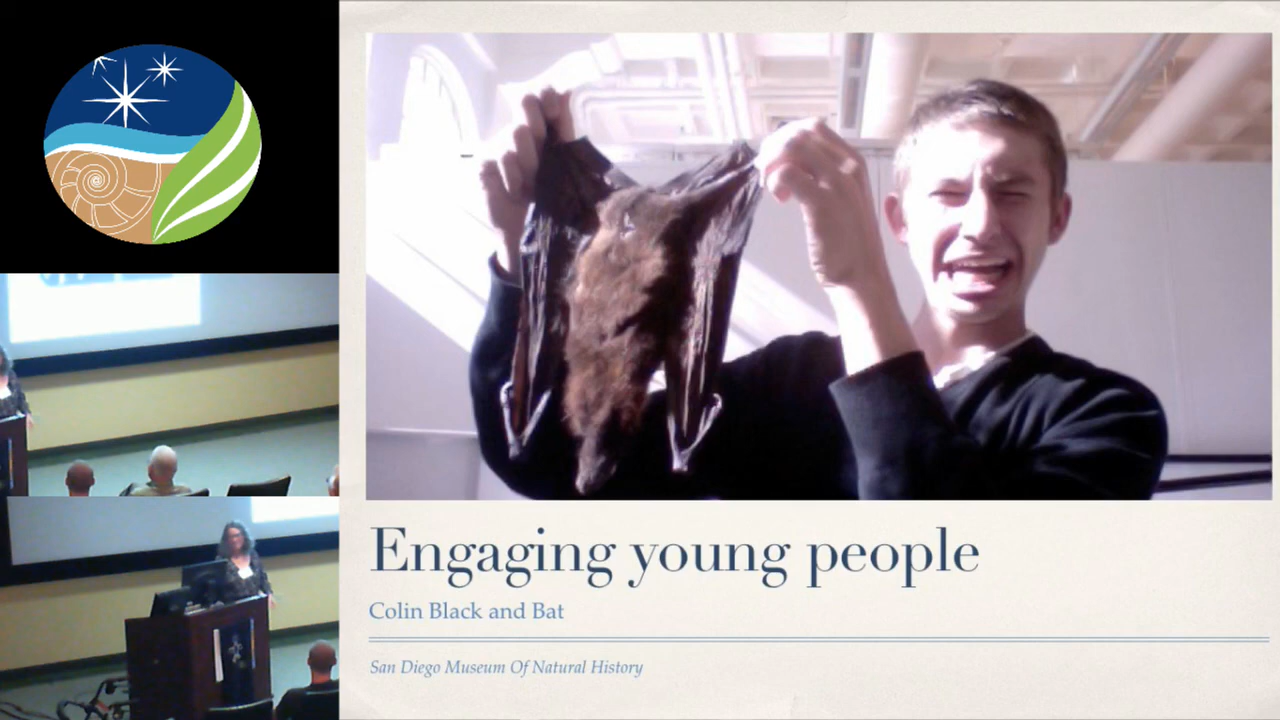 Engaging young people
Colin Black and Bat
San Diego Museum Of Natural History